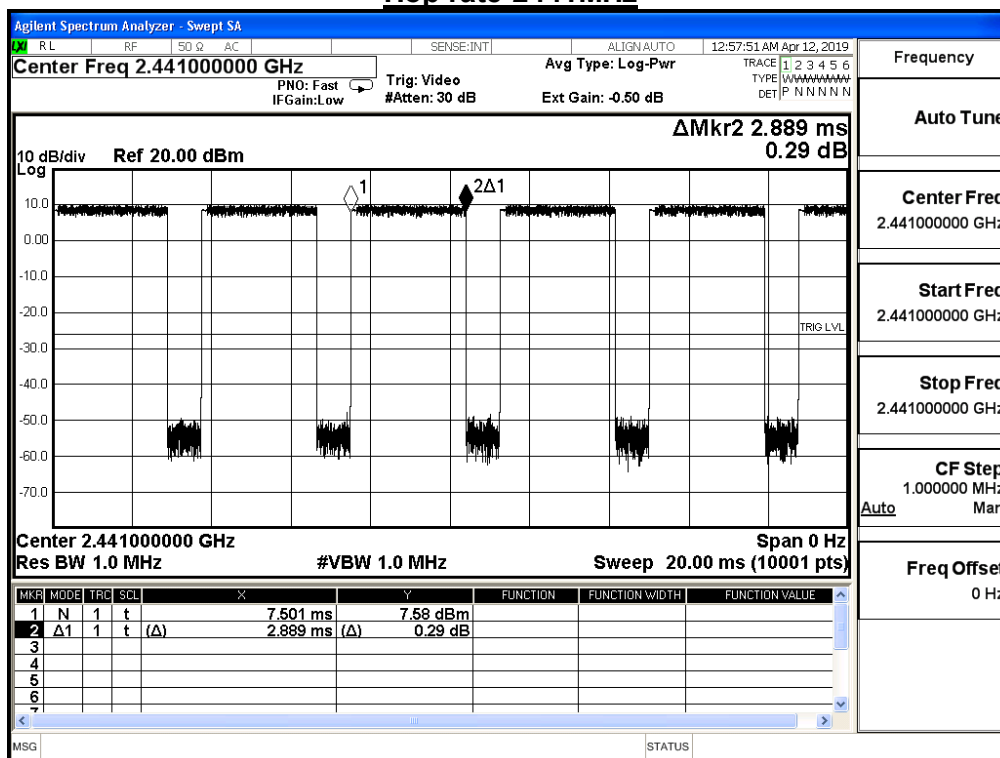 Agilent Spectrum Analyzer - Swept SA
LXI RL RF 50 Ω AC SENSE:INT ALIGN AUTO 12:57:51 AM Apr 12, 2019
Center Freq 2.441000000 GHz
PNO: Fast
IFGain:Low
Trig: Video
#Atten: 30 dB
Avg Type: Log-Pwr
Ext Gain: -0.50 dB
TRACE 1 2 3 4 5 6
TYPE
DET P N N N N N
ΔMkr2 2.889 ms
0.29 dB
10 dB/div Ref 20.00 dBm
Log
10.0
0.00
-10.0
-20.0
-30.0
-40.0
-50.0
-60.0
-70.0
1
2Δ1
TRIG LVL
Center 2.441000000 GHz Span 0 Hz
Res BW 1.0 MHz #VBW 1.0 MHz Sweep 20.00 ms (10001 pts)
MKR MODE TRC SCL X Y FUNCTION FUNCTION WIDTH FUNCTION VALUE
1 N 1 t 7.501 ms 7.58 dBm
2 Δ1 1 t (Δ) 2.889 ms (Δ) 0.29 dB
3
4
5
6
MSG STATUS
Frequency
Auto Tune
Center Freq
2.441000000 GHz
Start Freq
2.441000000 GHz
Stop Freq
2.441000000 GHz
CF Step
1.000000 MHz
Auto Man
Freq Offset
0 Hz